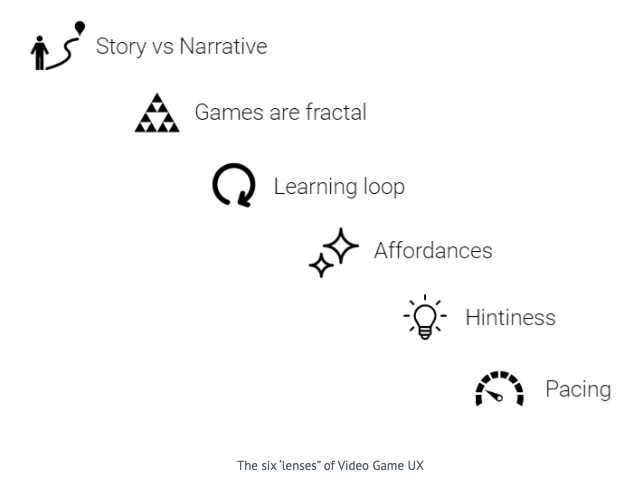 Story vs Narrative
Games are fractal
Learning loop
Affordances
Hintiness
Pacing
The six ‘lenses” of Video Game UX